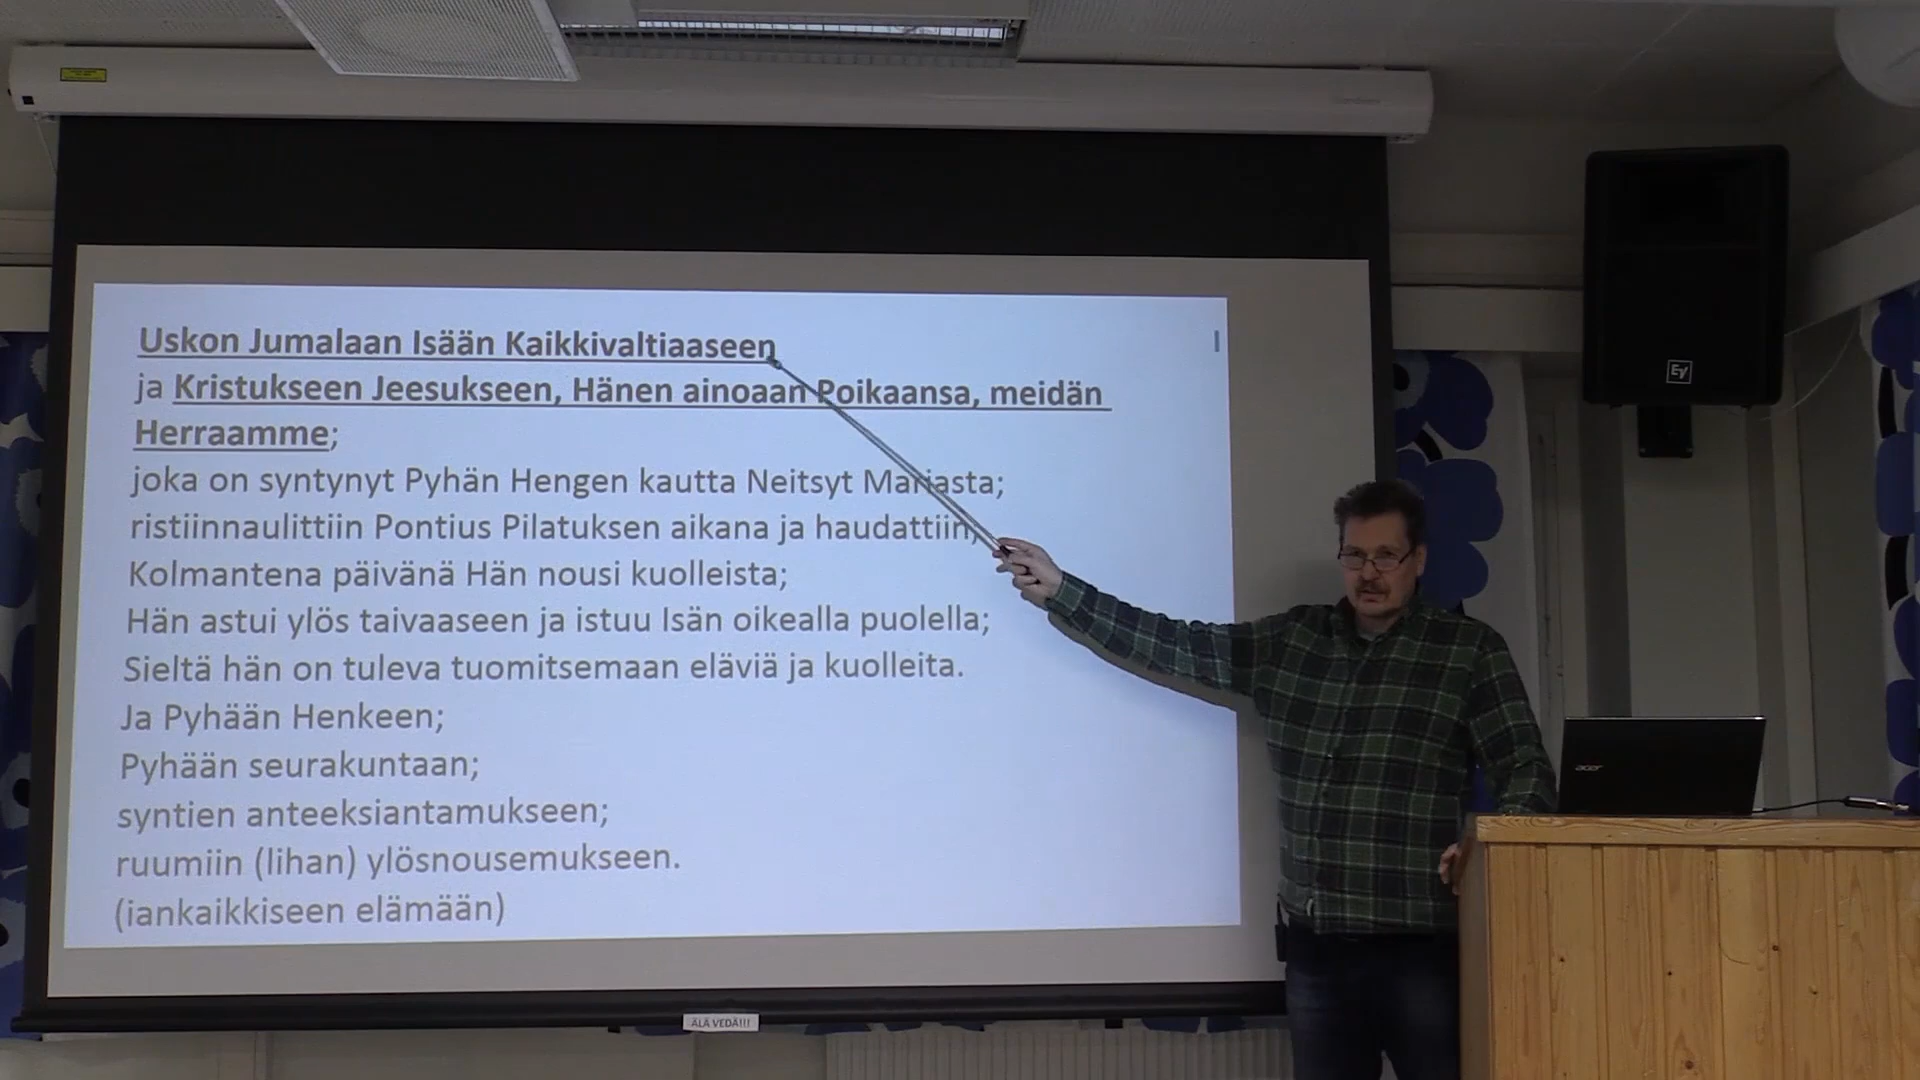 Uskon Jumalaan Isään Kaikkivaltiaaseen
ja Kristukseen Jeesukseen, Hänen ainoaan Poikaansa, meidän
Herraamme;
joka on syntynyt Pyhän Hengen kautta Neitsyt Mariasta;
ristiinnaulittiin Pontius Pilatuksen aikana ja haudattiin;
Kolmantena päivänä Hän nousi kuolleista;
Hän astui ylös taivaaseen ja istuu Isän oikealla puolella;
Sieltä hän on tuleva tuomitsemaan eläviä ja kuolleita.
Ja Pyhään Henkeen;
Pyhään seurakuntaan;
syntien anteeksiantamukseen;
ruumiin (lihan) ylösnousemukseen.
(iankaikkiseen elämään)
ÄLÄ VEDÄ!!!
EV
acer